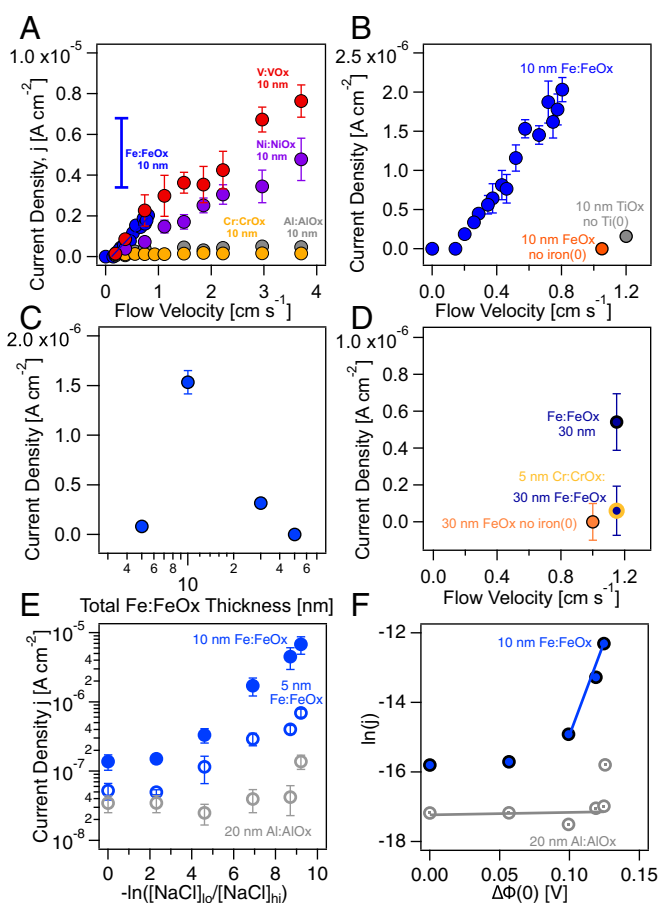 A
B
1.0 x10⁻⁵
0.8
0.6
0.4
0.2
0.0
Current Density, j [A cm⁻²]
V:VOx
10 nm
Fe:FeOx
10 nm
Ni:NiOx
10 nm
Cr:CrOx
10 nm
Al:AlOx
10 nm
0
1
2
3
4
Flow Velocity [cm s⁻¹]
2.5 x10⁻⁶
2.0
1.5
1.0
0.5
0
Current Density [A cm⁻²]
10 nm Fe:FeOx
10 nm TiOx
no Ti(0)
10 nm FeOx
no iron(0)
0.0
0.4
0.8
1.2
Flow Velocity [cm s⁻¹]
C
D
2.0 x10⁻⁶
1.5
1.0
0.5
0.0
Current Density [A cm⁻²]
4
6
8
10
2
4
6
Total Fe:FeOx Thickness [nm]
1.0 x10⁻⁶
0.8
0.6
0.4
0.2
0.0
Current Density [A cm⁻²]
Fe:FeOx
30 nm
5 nm Cr:CrOx:
30 nm Fe:FeOx
30 nm FeOx no iron(0)
0.0
0.4
0.8
1.2
Flow Velocity [cm s⁻¹]
E
F
10⁻⁵
4
2
10⁻⁶
4
2
10⁻⁷
4
2
10⁻⁸
Current Density j [A cm⁻²]
10 nm Fe:FeOx
5 nm
Fe:FeOx
20 nm Al:AlOx
0
2
4
6
8
10
-ln([NaCl]lo/[NaCl]hi)
-12
-14
-16
-18
ln(j)
10 nm Fe:FeOx
20 nm Al:AlOx
0.00
0.05
0.10
0.15
ΔΦ(0) [V]